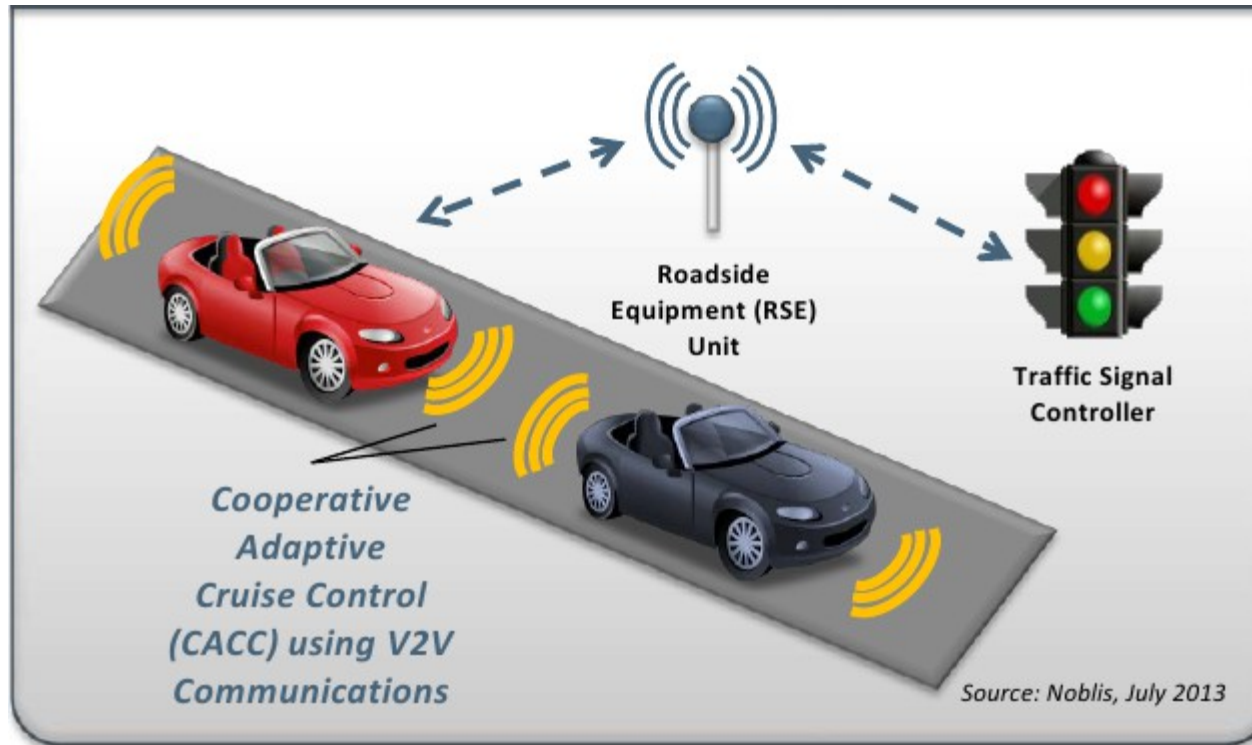 Roadside
Equipment (RSE)
Unit
Traffic Signal
Controller
Cooperative
Adaptive
Cruise Control
(CACC) using V2V
Communications
Source: Noblis, July 2013